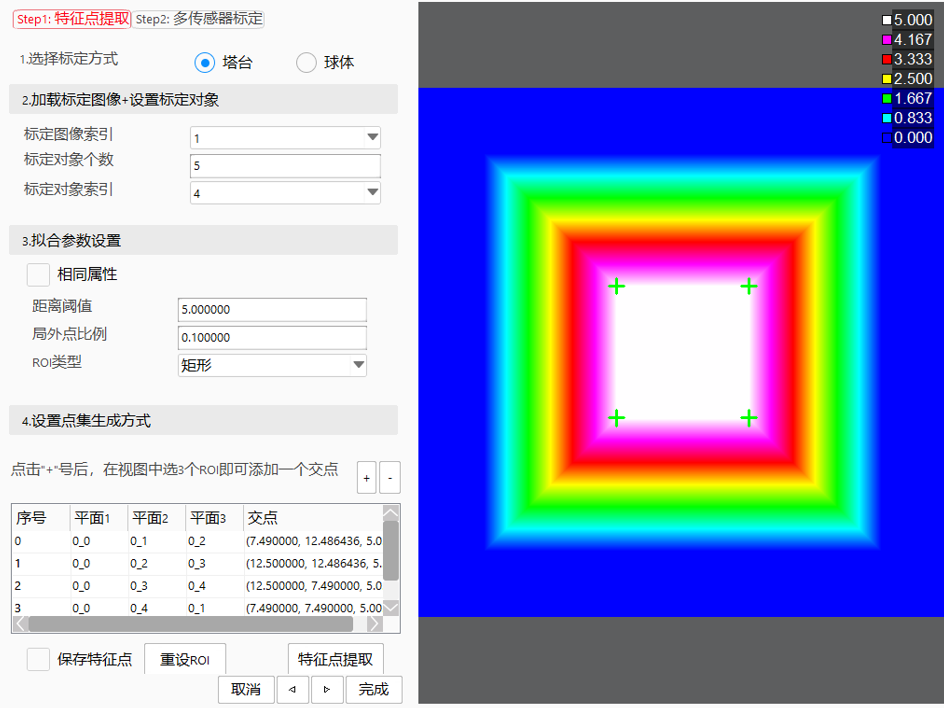 Step1: 特征点提取 Step2: 多传感器标定
1.选择标定方式 塔台 球体
2.加载标定图像+设置标定对象
标定图像索引 1
标定对象个数 5
标定对象索引 4
3.拟合参数设置
相同属性
距离阈值 5.000000
局外点比例 0.100000
ROI类型 矩形
4.设置点集生成方式
点击"+"号后，在视图中选3个ROI即可添加一个交点 + -
序号 平面1 平面2 平面3 交点
0 0_0 0_1 0_2 (7.490000, 12.486436, 5.0
1 0_0 0_2 0_3 (12.500000, 12.486436, 5.
2 0_0 0_3 0_4 (12.500000, 7.490000, 5.0
3 0_0 0_4 0_1 (7.490000, 7.490000, 5.00
保存特征点 重设ROI 特征点提取
取消 完成
5.000
4.167
3.333
2.500
1.667
0.833
0.000